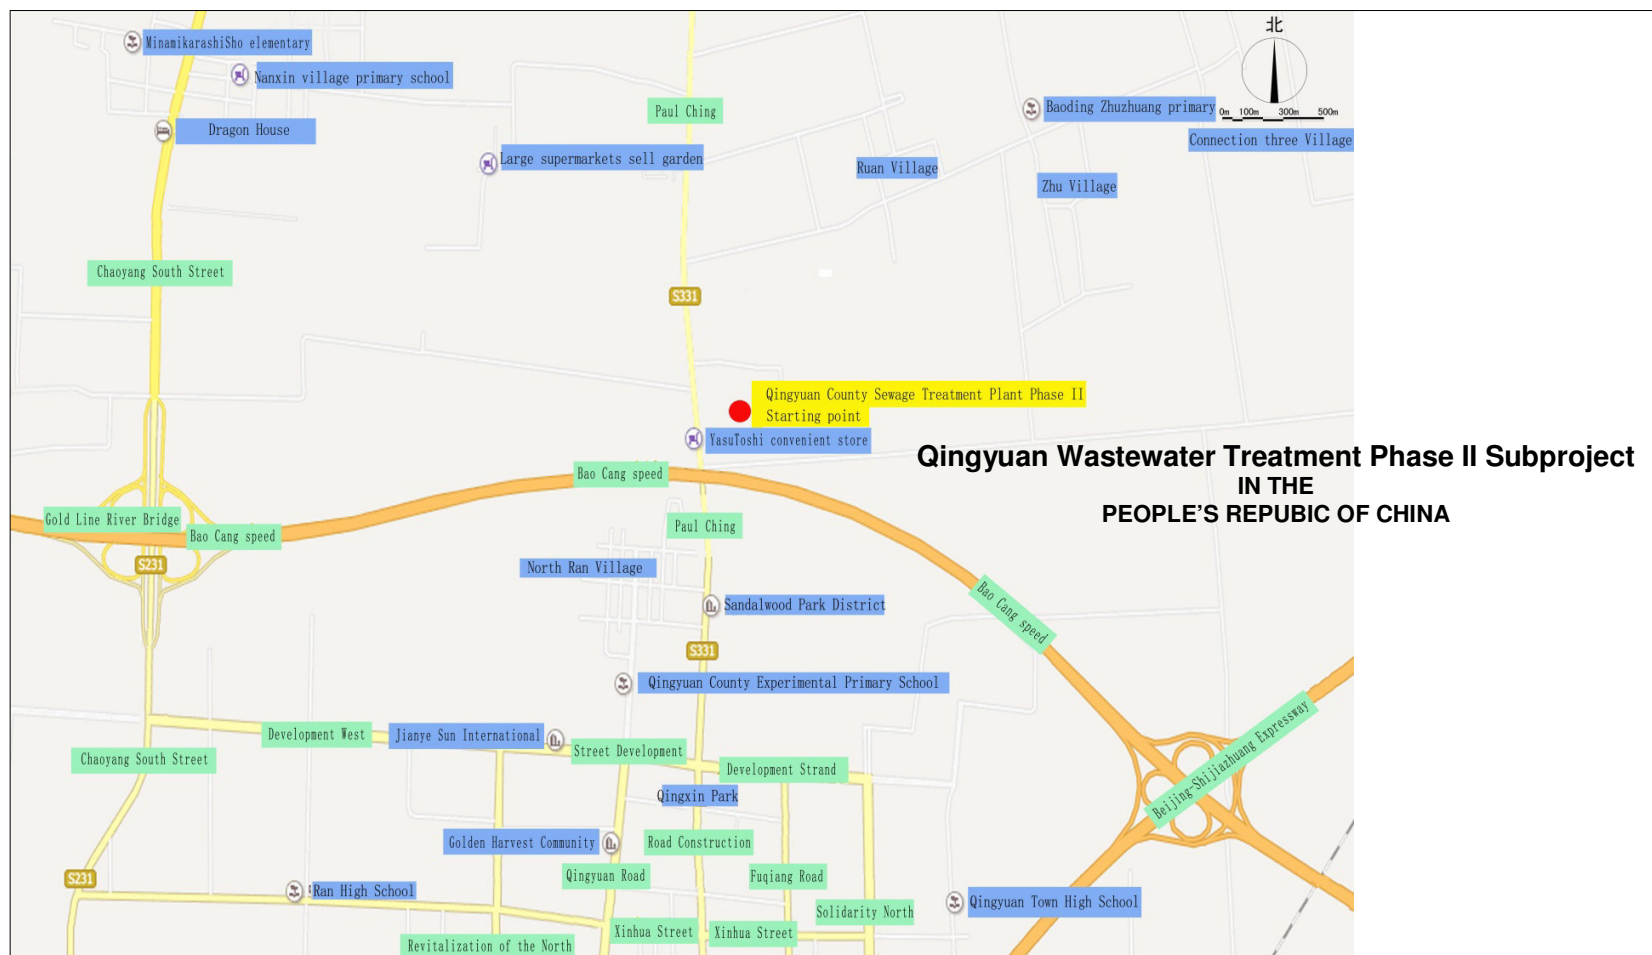 北
MinamikarashiSho elementary
Nanxin village primary school
Paul Ching
Baoding Zhuzhuang primary
0m 100m 300m 500m
Dragon House
Connection three Village
Large supermarkets sell garden
Ruan Village
Zhu Village
Chaoyang South Street
S331
Qingyuan County Sewage Treatment Plant Phase II
Starting point
YasuToshi convenient store
Qingyuan Wastewater Treatment Phase II Subproject
IN THE
PEOPLE'S REPUBIC OF CHINA
Bao Cang speed
Gold Line River Bridge
Bao Cang speed
Paul Ching
S231
North Ran Village
Bao Cang speed
Sandalwood Park District
S331
Qingyuan County Experimental Primary School
Development West
Jianye Sun International
Street Development
Chaoyang South Street
Development Strand
Beijing-Shijiazhuang Expressway
Qingxin Park
Golden Harvest Community
Road Construction
S231
Qingyuan Road
Fuqiang Road
Ran High School
Qingyuan Town High School
Solidarity North
Xinhua Street
Xinhua Street
Revitalization of the North